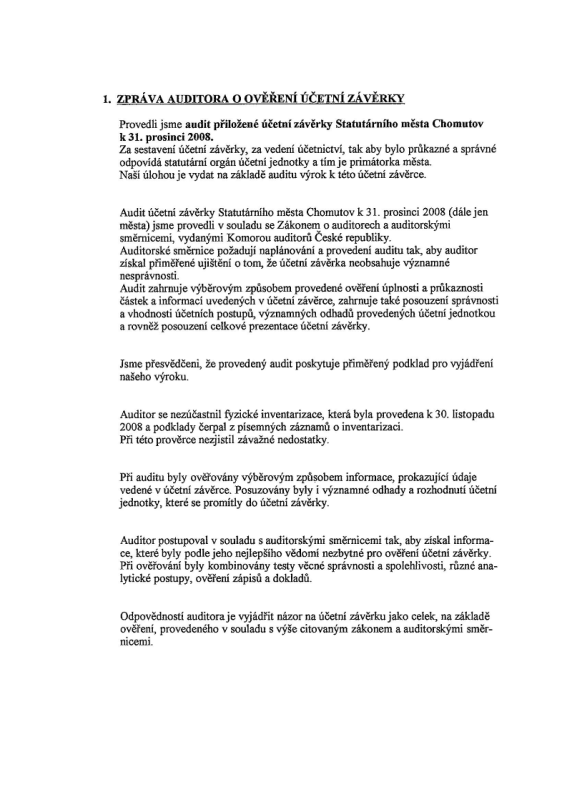 1. ZPRÁVA AUDITORA O OVĚŘENÍ ÚČETNÍ ZÁVĚRKY
Provedli jsme audit přiložené účetní závěrky Statutárního města Chomutov
k 31. prosinci 2008.
Za sestavení účetní závěrky, za vedení účetnictví, tak aby bylo průkazné a správné
odpovídá statutární orgán účetní jednotky a tím je primátorka města.
Naší úlohou je vydat na základě auditu výrok k této účetní závěrce.
Audit účetní závěrky Statutárního města Chomutov k 31. prosinci 2008 (dále jen
města) jsme provedli v souladu se Zákonem o auditorech a auditorskými
směrnicemi, vydanými Komorou auditorů České republiky.
Auditorské směrnice požadují naplánování a provedení auditu tak, aby auditor
získal přiměřené ujištění o tom, že účetní závěrka neobsahuje významné
nesprávnosti.
Audit zahrnuje výběrovým způsobem provedené ověření úplnosti a průkaznosti
částek a informací uvedených v účetní závěrce, zahrnuje také posouzení správnosti
a vhodnosti účetních postupů, významných odhadů provedených účetní jednotkou
a rovněž posouzení celkové prezentace účetní závěrky.
Jsme přesvědčeni, že provedený audit poskytuje přiměřený podklad pro vyjádření
našeho výroku.
Auditor se nezúčastnil fyzické inventarizace, která byla provedena k 30. listopadu
2008 a podklady čerpal z písemných záznamů o inventarizaci.
Při této prověrce nezjistil závažné nedostatky.
Při auditu byly ověřovány výběrovým způsobem informace, prokazující údaje
vedené v účetní závěrce. Posuzovány byly i významné odhady a rozhodnutí účetní
jednotky, které se promítly do účetní závěrky.
Auditor postupoval v souladu s auditorskými směrnicemi tak, aby získal informa-
ce, které byly podle jeho nejlepšího vědomí nezbytné pro ověření účetní závěrky.
Při ověřování byly kombinovány testy věcné správnosti a spolehlivosti, různé ana-
lytické postupy, ověření zápisů a dokladů.
Odpovědností auditora je vyjádřit názor na účetní závěrku jako celek, na základě
ověření, provedeného v souladu s výše citovaným zákonem a auditorskými směr-
nicemi.